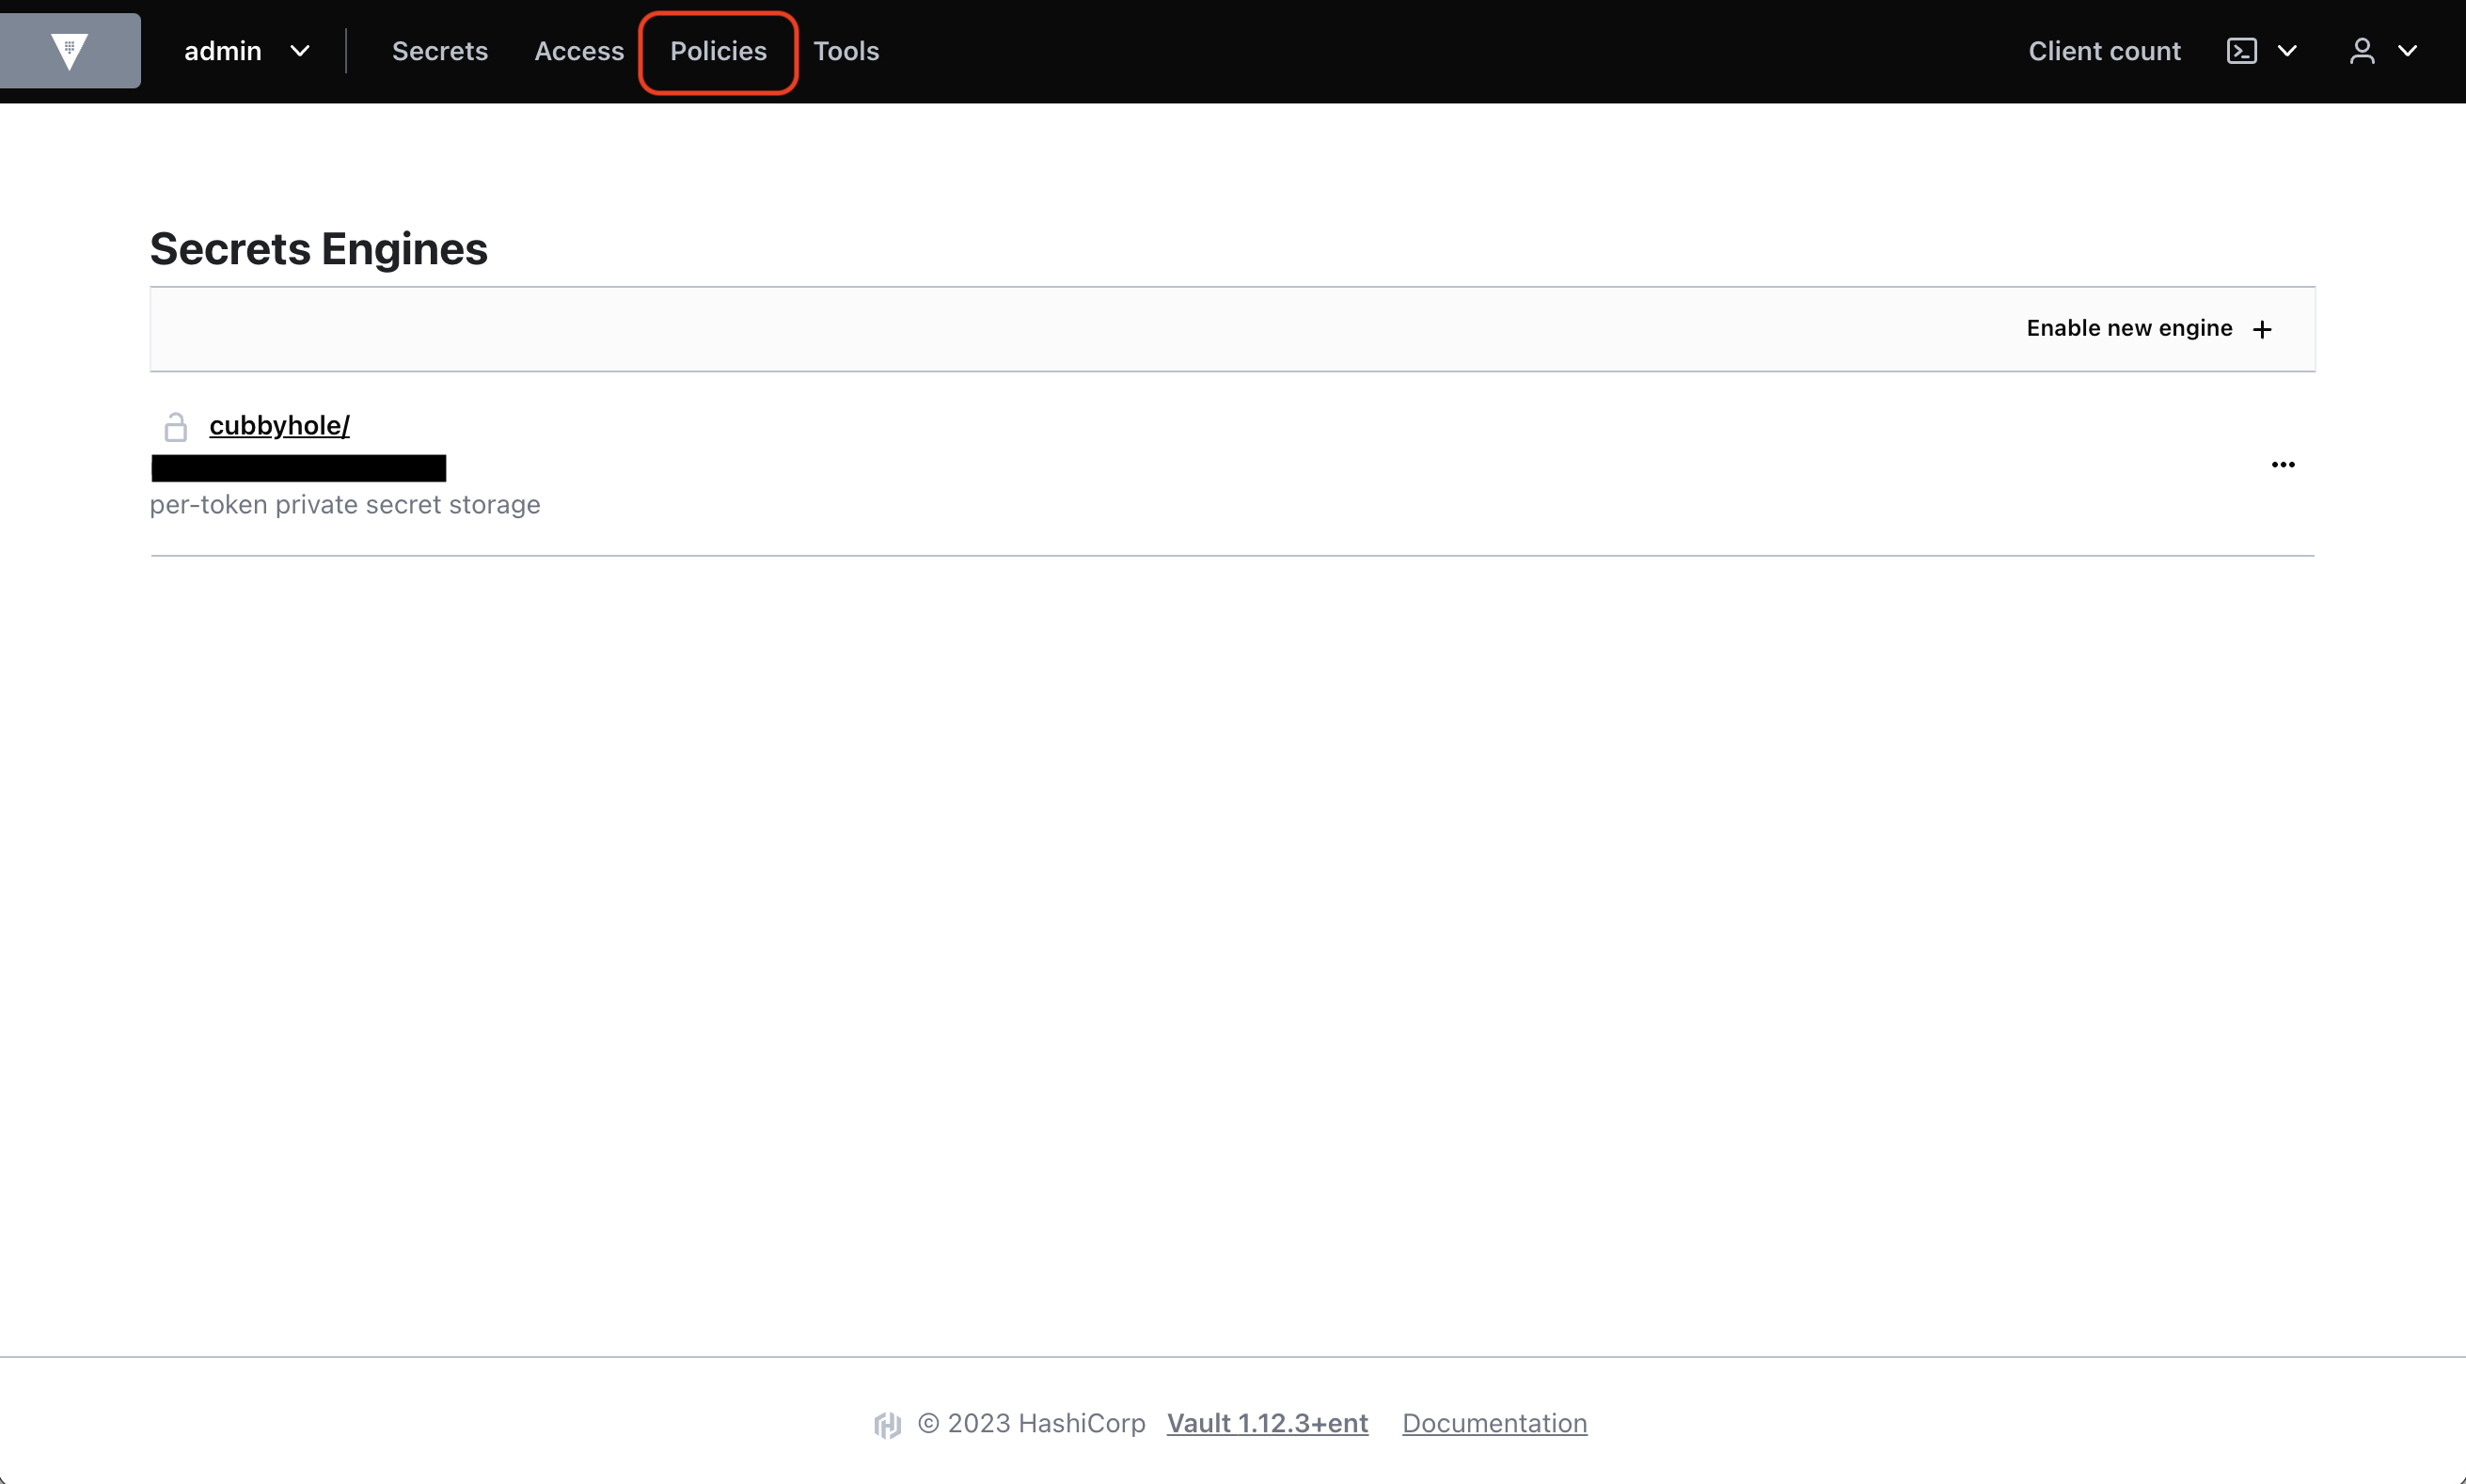 admin Secrets Access Policies Tools Client count
Secrets Engines
Enable new engine +
cubbyhole/
per-token private secret storage
© 2023 HashiCorp Vault 1.12.3+ent Documentation